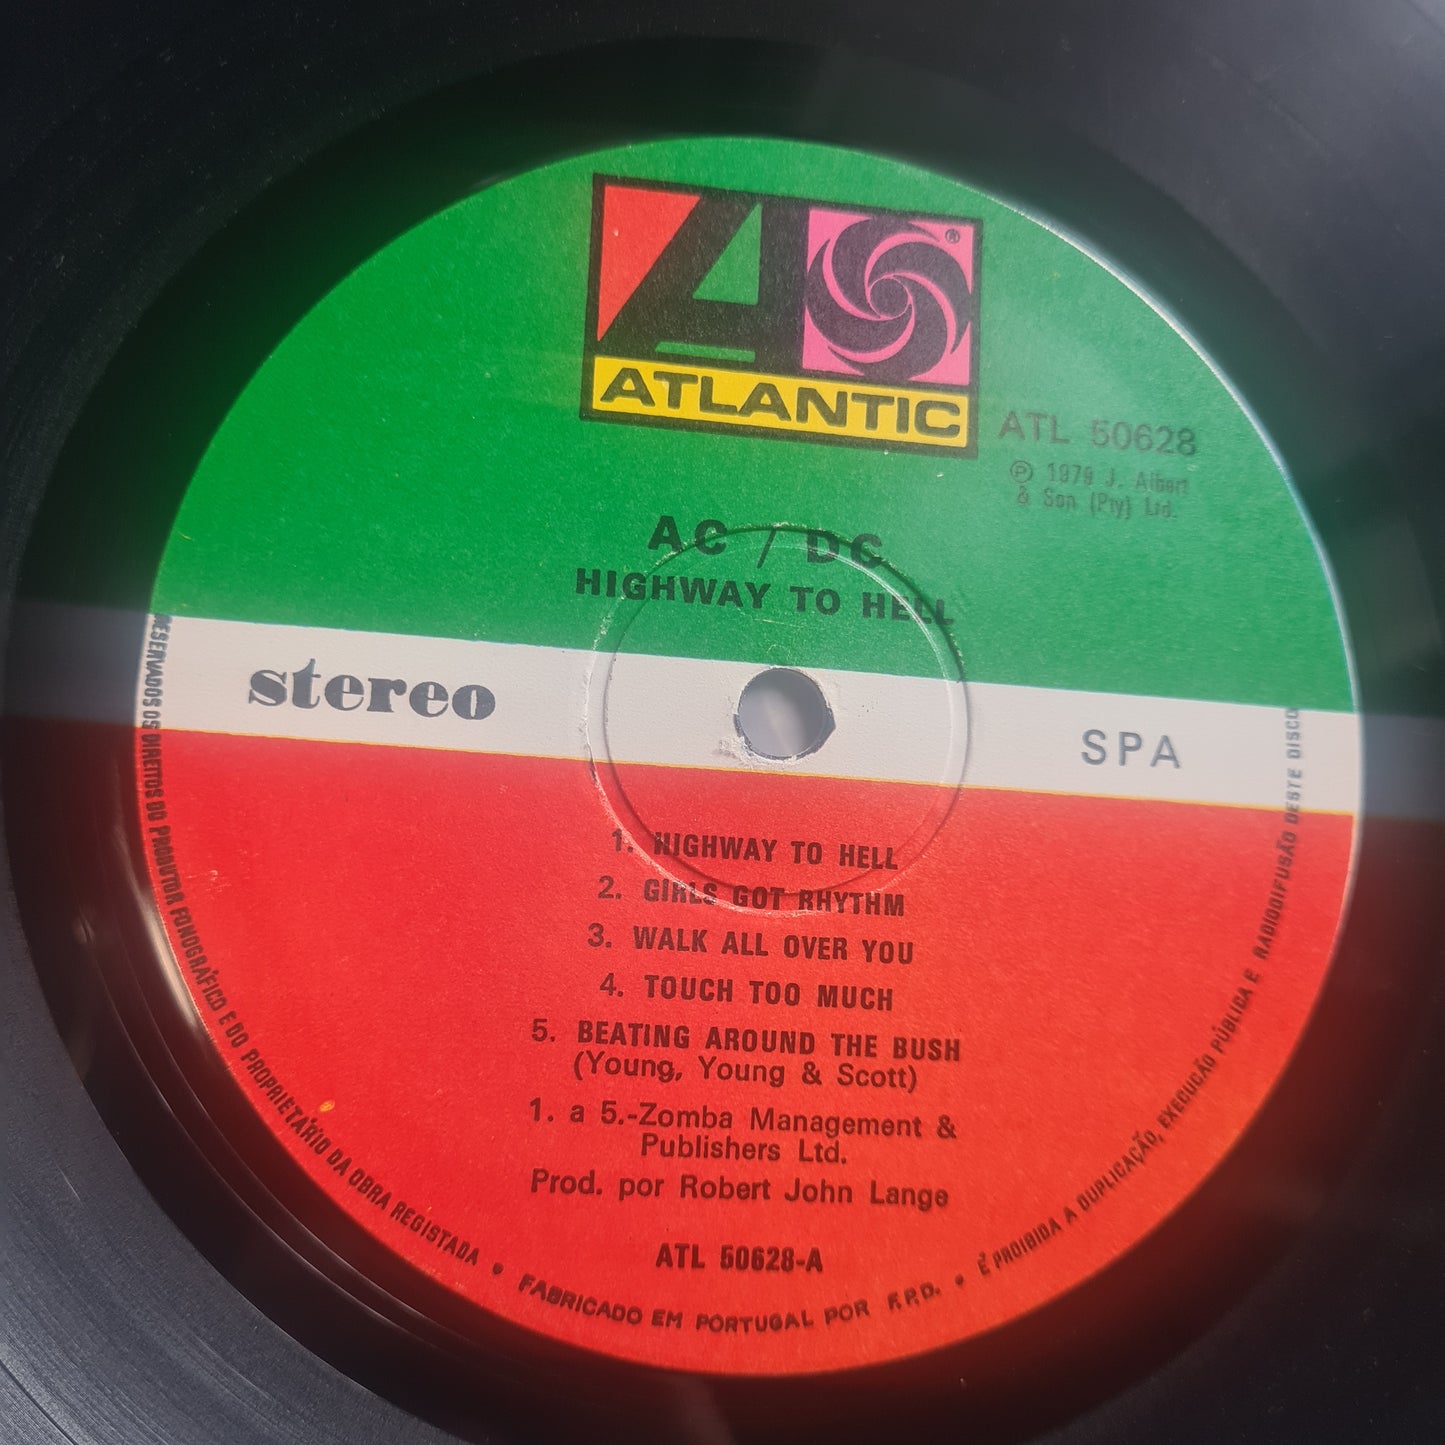 ATLANTIC
®
ATL 50628
℗ 1979 J. Albert
& Son (Pty) Ltd.
AC / DC
HIGHWAY TO HELL
stereo
SPA
1. HIGHWAY TO HELL
2. GIRLS GOT RHYTHM
3. WALK ALL OVER YOU
4. TOUCH TOO MUCH
5. BEATING AROUND THE BUSH
(Young, Young & Scott)
1. a 5.-Zomba Management &
Publishers Ltd.
Prod. por Robert John Lange
ATL 50628-A
RESERVADOS OS DIREITOS DO PRODUTOR FONOGRÁFICO E DO PROPRIETÁRIO DA OBRA REGISTADA • FABRICADO EM PORTUGAL POR F.P.D. • É PROIBIDA A DUPLICAÇÃO, EXECUÇÃO PÚBLICA E RADIODIFUSÃO DESTE DISCO